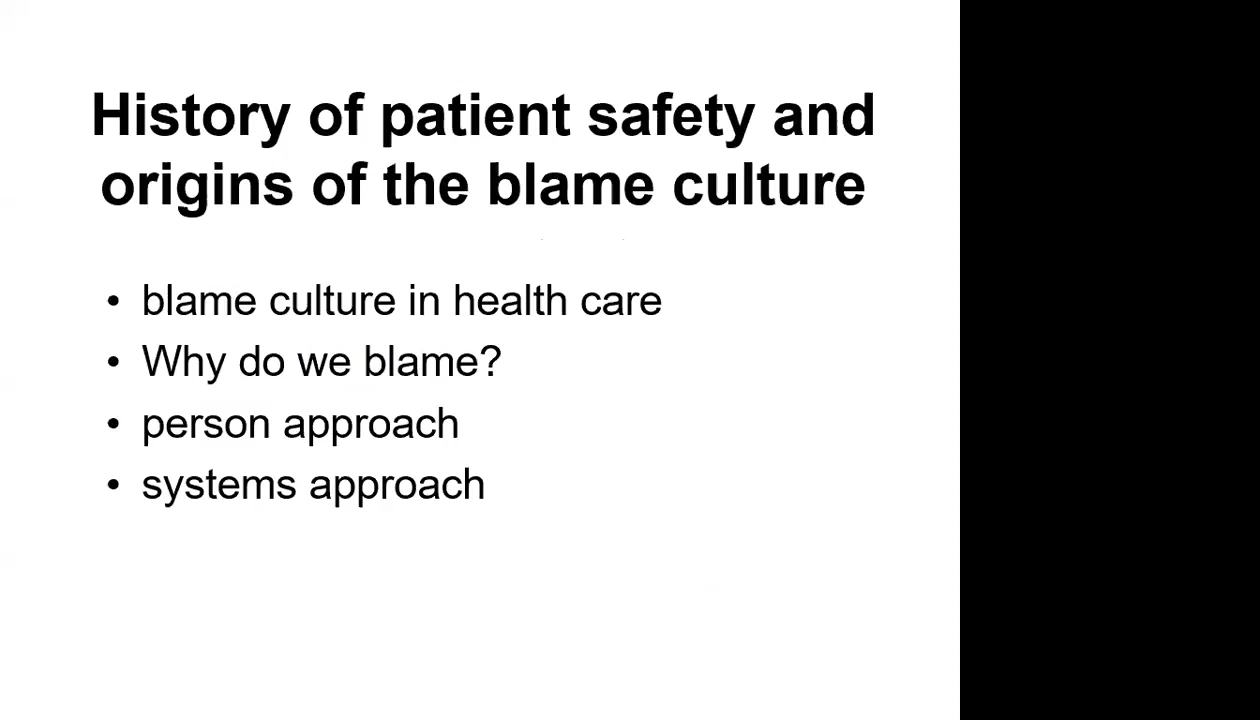 History of patient safety and
origins of the blame culture
• blame culture in health care
• Why do we blame?
• person approach
• systems approach